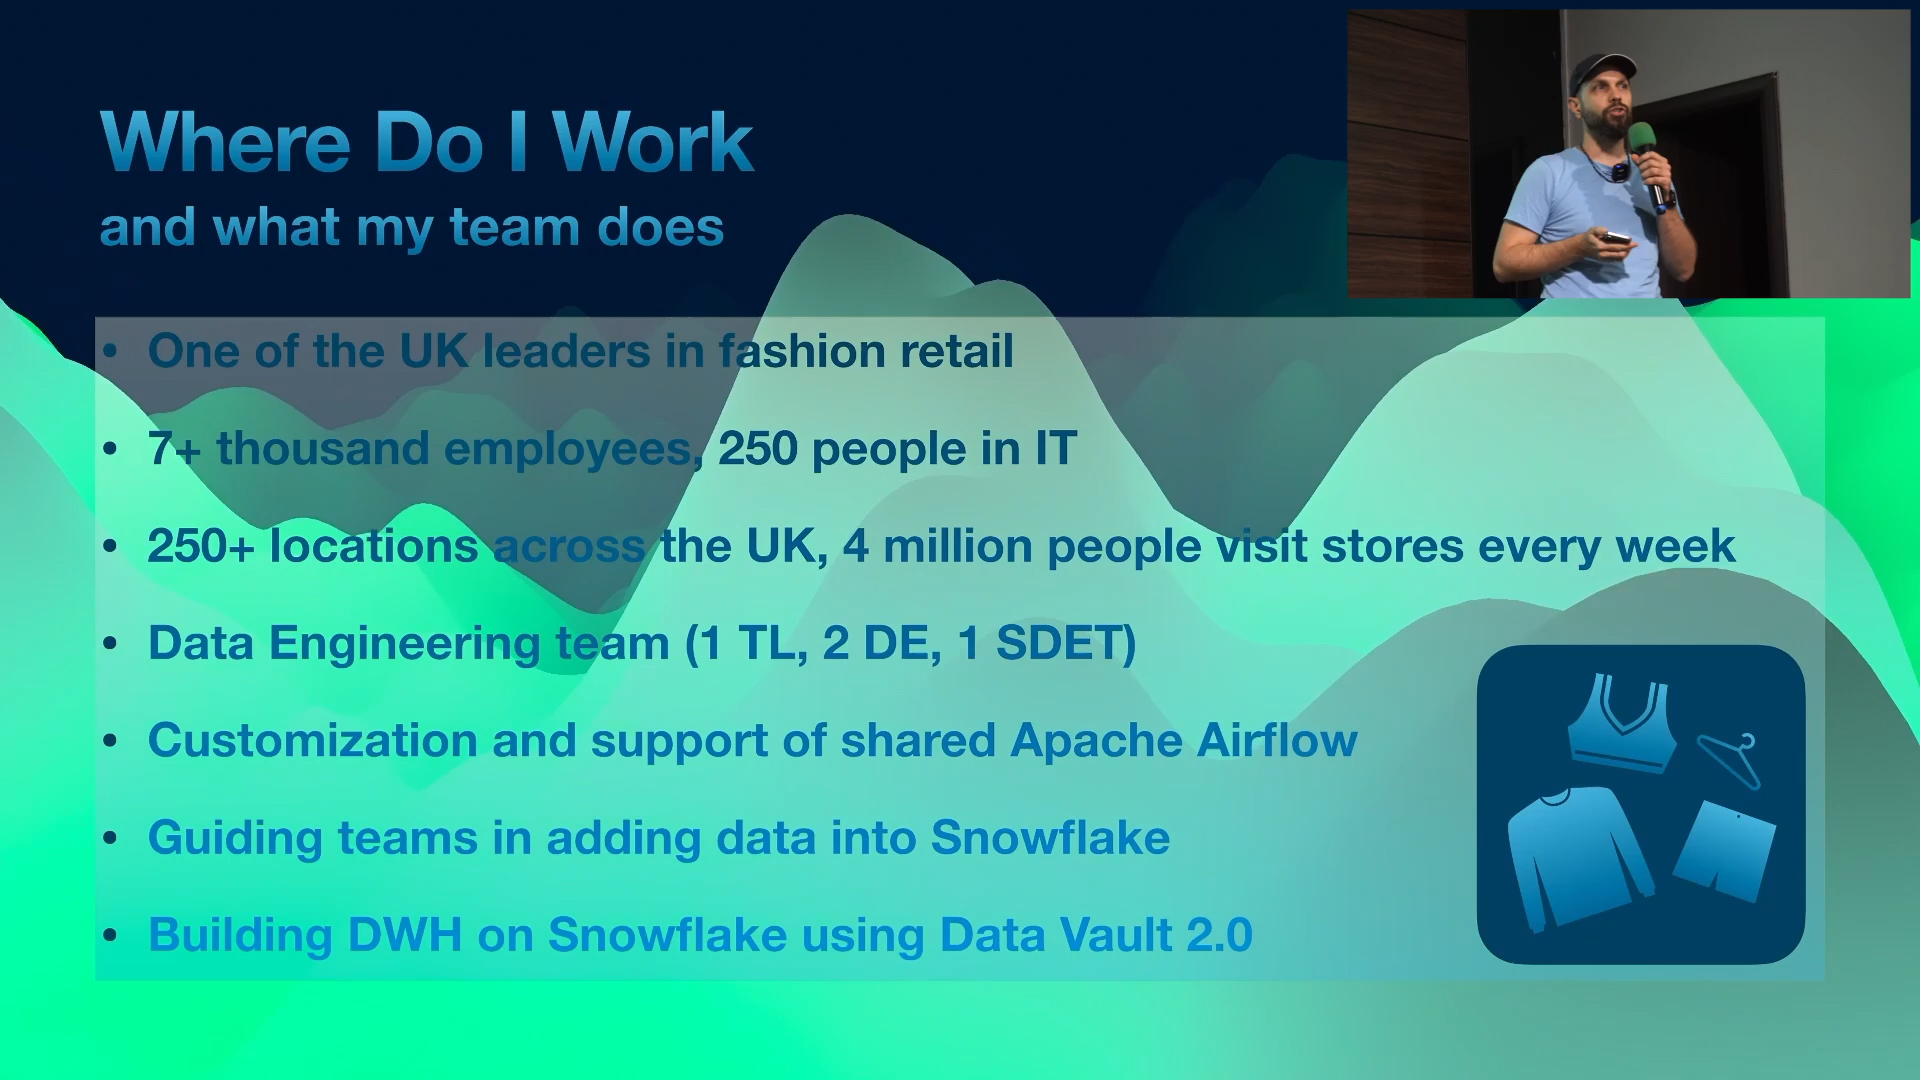 Where Do I Work
and what my team does
• One of the UK leaders in fashion retail
• 7+ thousand employees, 250 people in IT
• 250+ locations across the UK, 4 million people visit stores every week
• Data Engineering team (1 TL, 2 DE, 1 SDET)
• Customization and support of shared Apache Airflow
• Guiding teams in adding data into Snowflake
• Building DWH on Snowflake using Data Vault 2.0